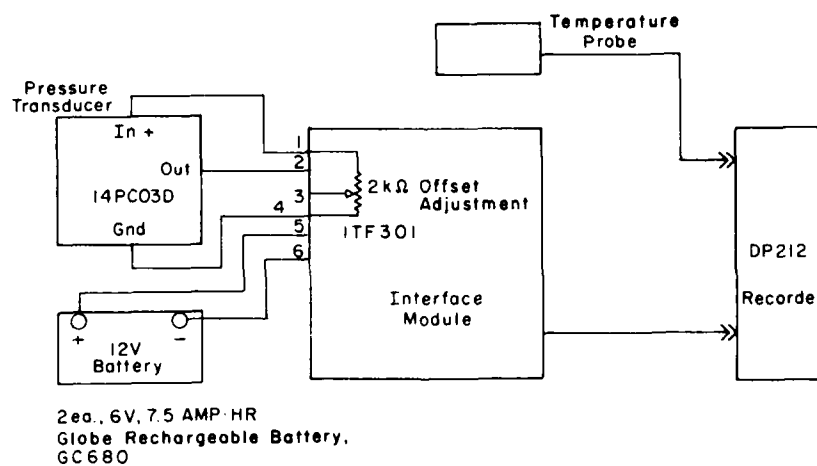 Temperature
Probe
Pressure
Transducer
In +
Out
14PC03D
Gnd
1
2
3
4
5
6
2kΩ Offset
Adjustment
ITF301
Interface
Module
DP212
Recorde
+
-
12V
Battery
2ea., 6V, 7.5 AMP·HR
Globe Rechargeable Battery,
GC680